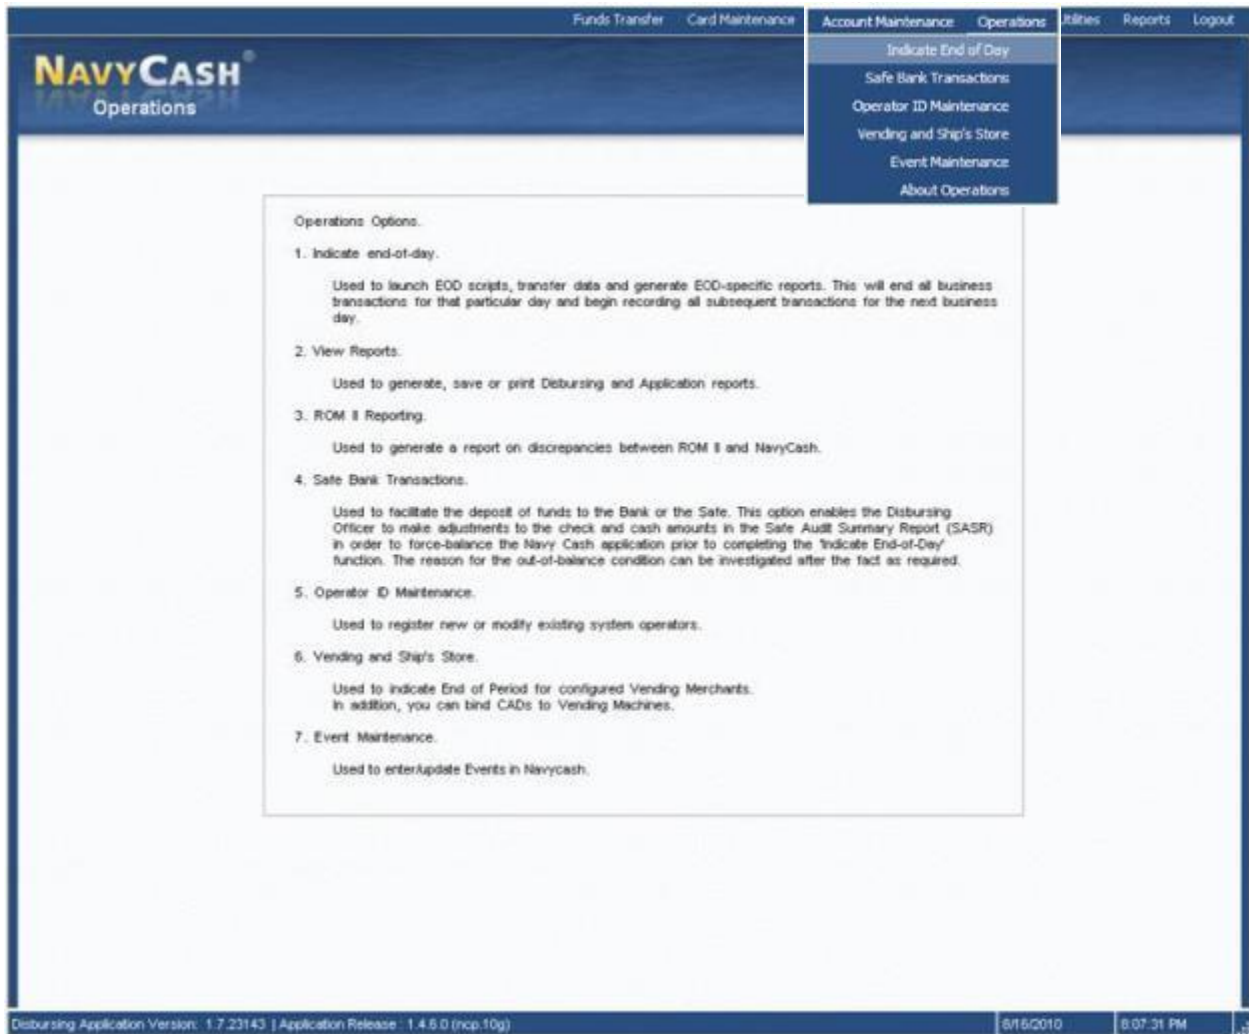 Funds Transfer Card Maintenance Account Maintenance Operations Utilities Reports Logout
Indicate End of Day
Safe Bank Transactions
Operator ID Maintenance
Vending and Ship's Store
Event Maintenance
About Operations
NAVYCASH®
Operations
Operations Options.
1. Indicate end-of-day.
Used to launch EOD scripts, transfer data and generate EOD-specific reports. This will end all business
transactions for that particular day and begin recording all subsequent transactions for the next business
day.
2. View Reports.
Used to generate, save or print Disbursing and Application reports.
3. ROM II Reporting.
Used to generate a report on discrepancies between ROM II and NavyCash.
4. Safe Bank Transactions.
Used to facilitate the deposit of funds to the Bank or the Safe. This option enables the Disbursing
Officer to make adjustments to the check and cash amounts in the Safe Audit Summary Report (SASR)
in order to force-balance the Navy Cash application prior to completing the 'Indicate End-of-Day'
function. The reason for the out-of-balance condition can be investigated after the fact as required.
5. Operator ID Maintenance.
Used to register new or modify existing system operators.
6. Vending and Ship's Store.
Used to indicate End of Period for configured Vending Merchants.
In addition, you can bind CADs to Vending Machines.
7. Event Maintenance.
Used to enter/update Events in Navycash.
Disbursing Application Version: 1.7.23143 | Application Release : 1.4.6.0 (ncp.10g) 6/16/2010 8:07:31 PM